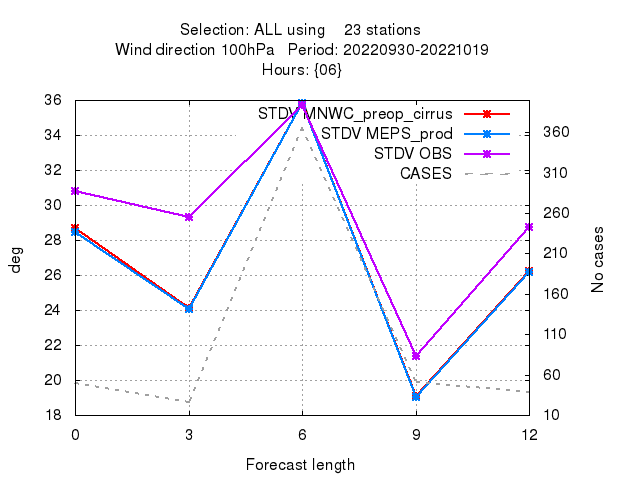 Selection: ALL using 23 stations
Wind direction 100hPa Period: 20220930-20221019
Hours: {06}
STDV MNWC_preop_cirrus
STDV MEPS_prod
STDV OBS
CASES
36
34
32
30
28
26
24
22
20
18
deg
360
310
260
210
160
110
60
10
No cases
0 3 6 9 12
Forecast length